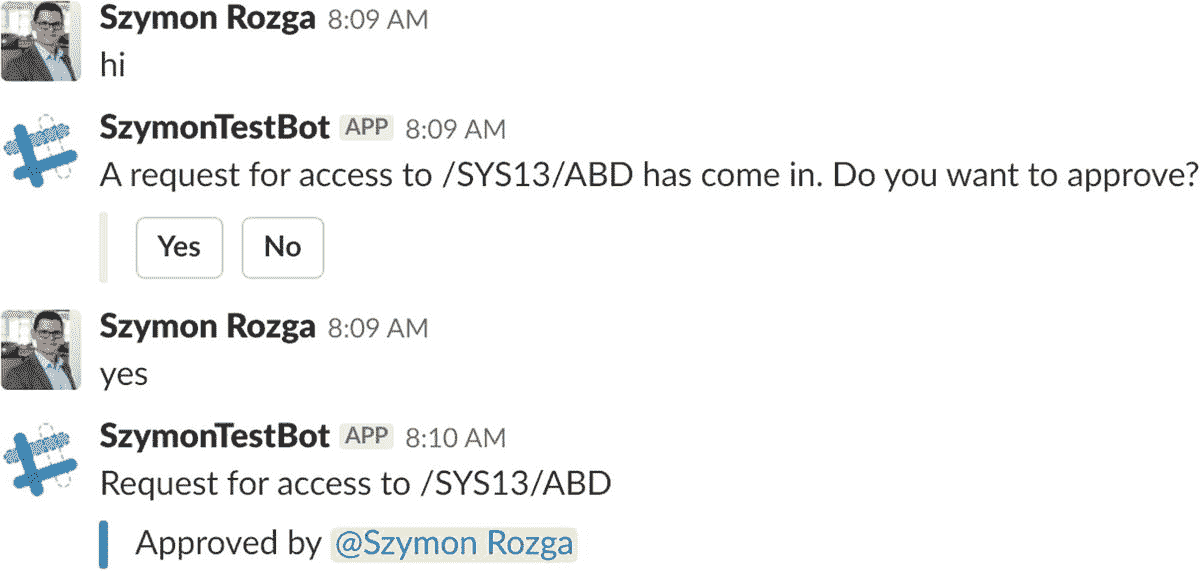 Szymon Rozga 8:09 AM
hi
SzymonTestBot APP 8:09 AM
A request for access to /SYS13/ABD has come in. Do you want to approve?
Yes No
Szymon Rozga 8:09 AM
yes
SzymonTestBot APP 8:10 AM
Request for access to /SYS13/ABD
Approved by @Szymon Rozga